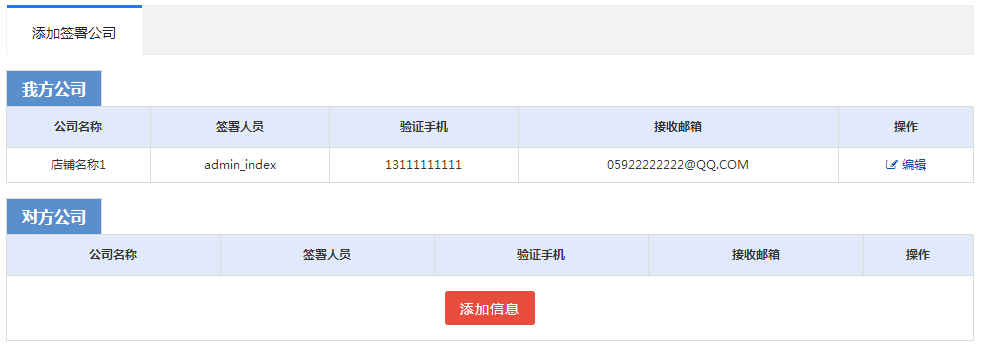 添加签署公司
我方公司
公司名称 签署人员 验证手机 接收邮箱 操作
店铺名称1 admin_index 13111111111 05922222222@QQ.COM 编辑
对方公司
公司名称 签署人员 验证手机 接收邮箱 操作
添加信息